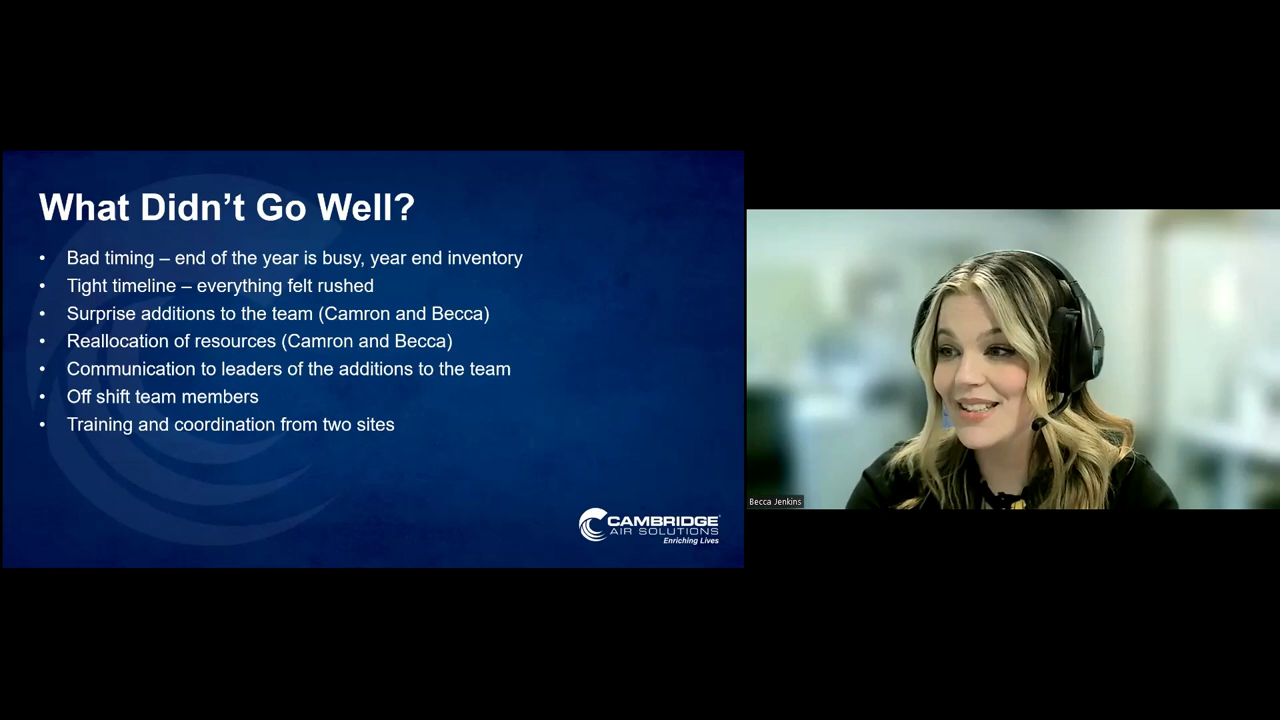 What Didn’t Go Well?
• Bad timing – end of the year is busy, year end inventory
• Tight timeline – everything felt rushed
• Surprise additions to the team (Camron and Becca)
• Reallocation of resources (Camron and Becca)
• Communication to leaders of the additions to the team
• Off shift team members
• Training and coordination from two sites
CAMBRIDGE
AIR SOLUTIONS
Enriching Lives
Becca Jenkins